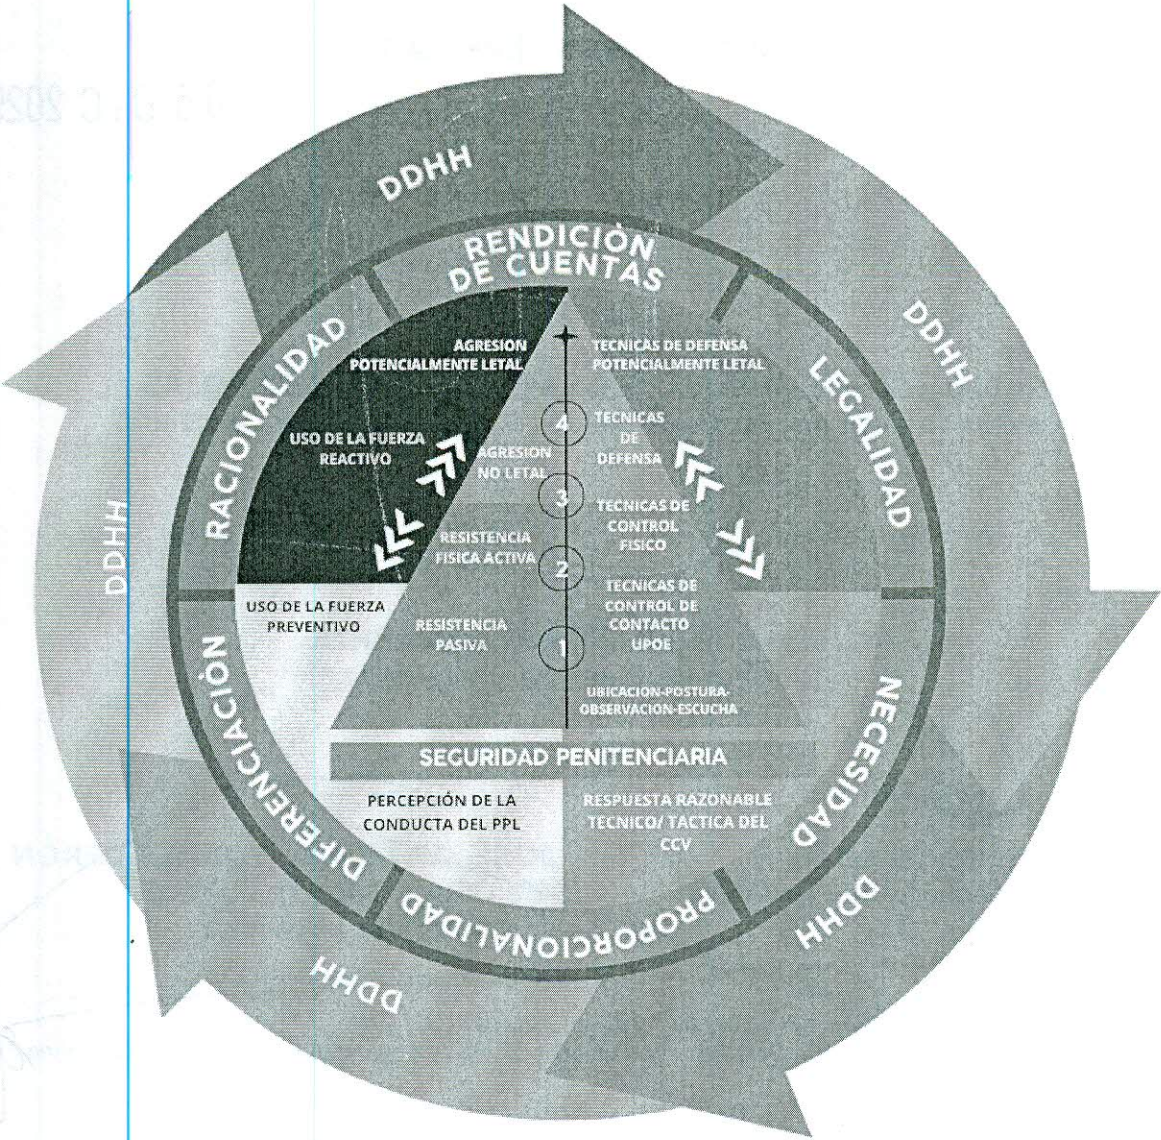 DDHH
DDHH
DDHH
DDHH
DDHH
RENDICIÒN
DE CUENTAS
LEGALIDAD
NECESIDAD
PROPORCIONALIDAD
DIFERENCIACIÒN
RACIONALIDAD
AGRESION
POTENCIALMENTE LETAL
USO DE LA FUERZA
REACTIVO
AGRESION
NO LETAL
RESISTENCIA
FISICA ACTIVA
USO DE LA FUERZA
PREVENTIVO
RESISTENCIA
PASIVA
4
3
2
1
TECNICAS DE DEFENSA
POTENCIALMENTE LETAL
TECNICAS
DE
DEFENSA
TECNICAS DE
CONTROL
FISICO
TECNICAS DE
CONTROL DE
CONTACTO
UPOE
UBICACION-POSTURA-
OBSERVACION-ESCUCHA
SEGURIDAD PENITENCIARIA
PERCEPCIÓN DE LA
CONDUCTA DEL PPL
RESPUESTA RAZONABLE
TECNICO/ TACTICA DEL
CCV